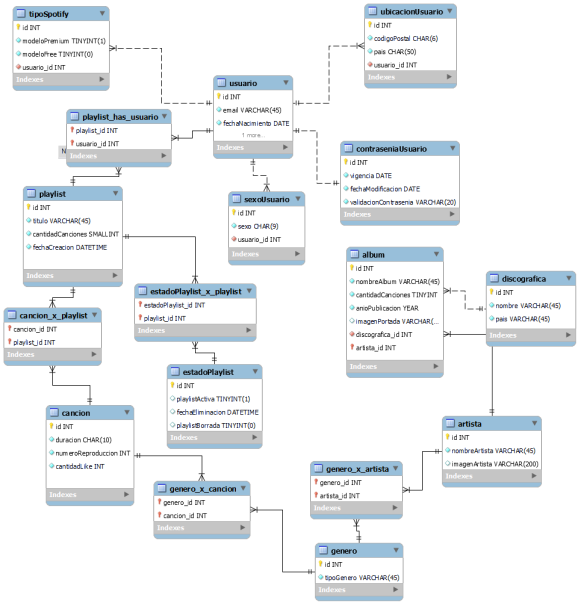 tipoSpotify
id INT
modeloPremium TINYINT(1)
modeloFree TINYINT(0)
usuario_id INT
Indexes
ubicacionUsuario
id INT
codigoPostal CHAR(6)
pais CHAR(50)
usuario_id INT
Indexes
usuario
id INT
email VARCHAR(45)
fechaNacimiento DATE
1 more...
Indexes
playlist_has_usuario
playlist_id INT
usuario_id INT
Indexes
N
contraseniaUsuario
id INT
vigencia DATE
fechaModificacion DATE
validacionContrasenia VARCHAR(20)
Indexes
playlist
id INT
titulo VARCHAR(45)
cantidadCanciones SMALLINT
fechaCreacion DATETIME
Indexes
sexoUsuario
id INT
sexo CHAR(9)
usuario_id INT
Indexes
album
id INT
nombreAlbum VARCHAR(45)
cantidadCanciones TINYINT
anioPublicacion YEAR
imagenPortada VARCHAR(...
discografica_id INT
artista_id INT
Indexes
discografica
id INT
nombre VARCHAR(45)
pais VARCHAR(45)
Indexes
estadoPlaylist_x_playlist
estadoPlaylist_id INT
playlist_id INT
Indexes
cancion_x_playlist
cancion_id INT
playlist_id INT
Indexes
estadoPlaylist
id INT
playlistActiva TINYINT(1)
fechaEliminacion DATETIME
playlistBorrada TINYINT(0)
Indexes
cancion
id INT
duracion CHAR(10)
numeroReproduccion INT
cantidadLike INT
Indexes
artista
id INT
nombreArtista VARCHAR(45)
imagenArtista VARCHAR(200)
Indexes
genero_x_artista
genero_id INT
artista_id INT
Indexes
genero_x_cancion
genero_id INT
cancion_id INT
Indexes
genero
id INT
tipoGenero VARCHAR(45)
Indexes